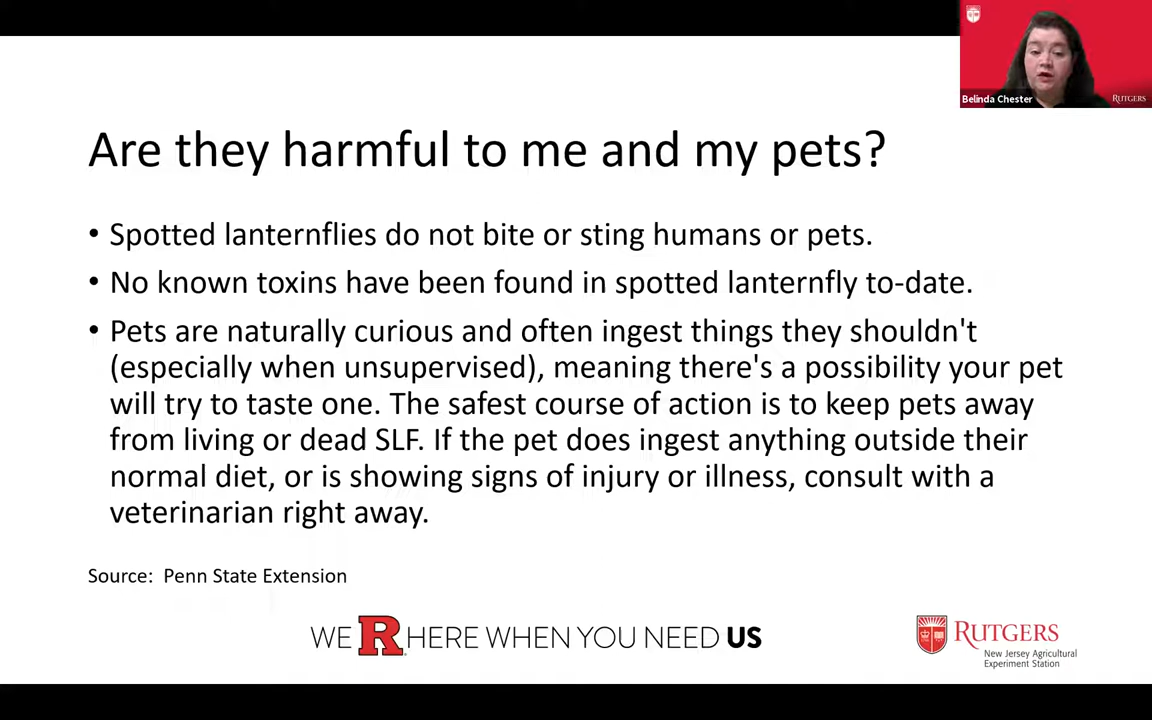 Belinda Chester
RUTGERS
Are they harmful to me and my pets?
• Spotted lanternflies do not bite or sting humans or pets.
• No known toxins have been found in spotted lanternfly to-date.
• Pets are naturally curious and often ingest things they shouldn't
(especially when unsupervised), meaning there's a possibility your pet
will try to taste one. The safest course of action is to keep pets away
from living or dead SLF. If the pet does ingest anything outside their
normal diet, or is showing signs of injury or illness, consult with a
veterinarian right away.
Source: Penn State Extension
WE R HERE WHEN YOU NEED US
RUTGERS
New Jersey Agricultural
Experiment Station